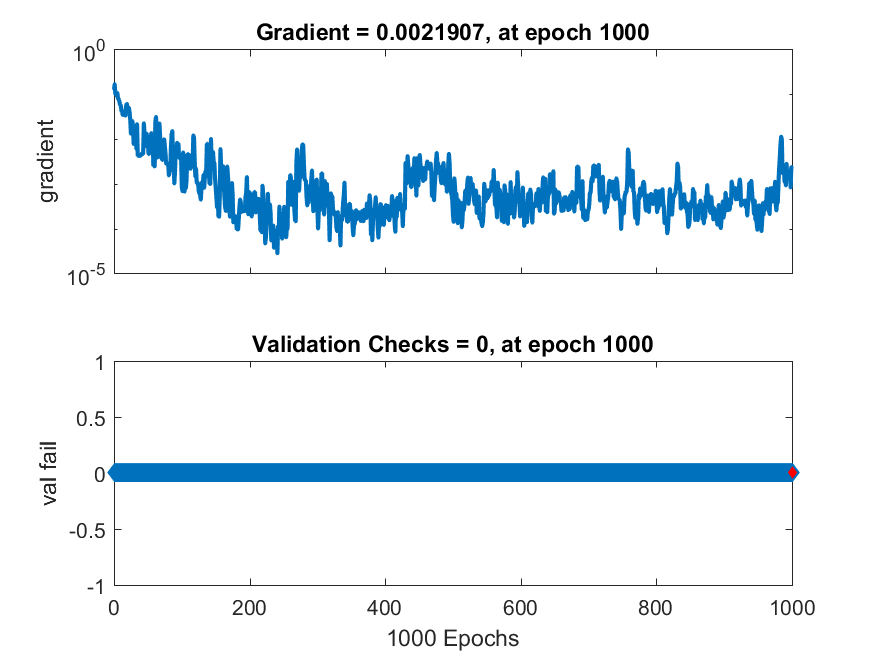 Gradient = 0.0021907, at epoch 1000
10^0
gradient
10^-5
Validation Checks = 0, at epoch 1000
1
0.5
val fail
0
-0.5
-1
0 200 400 600 800 1000
1000 Epochs